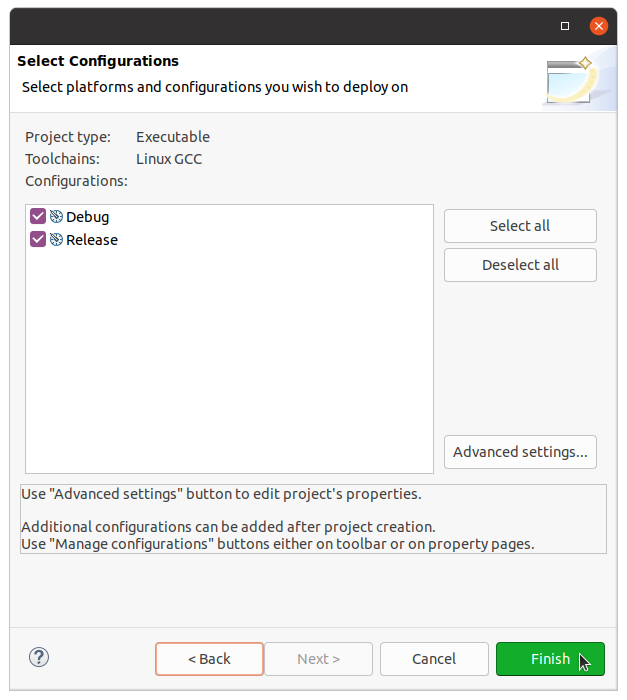 Select Configurations
Select platforms and configurations you wish to deploy on
Project type: Executable
Toolchains: Linux GCC
Configurations:
Debug
Release
Select all
Deselect all
Advanced settings...
Use "Advanced settings" button to edit project's properties.
Additional configurations can be added after project creation.
Use "Manage configurations" buttons either on toolbar or on property pages.
?
< Back
Next >
Cancel
Finish